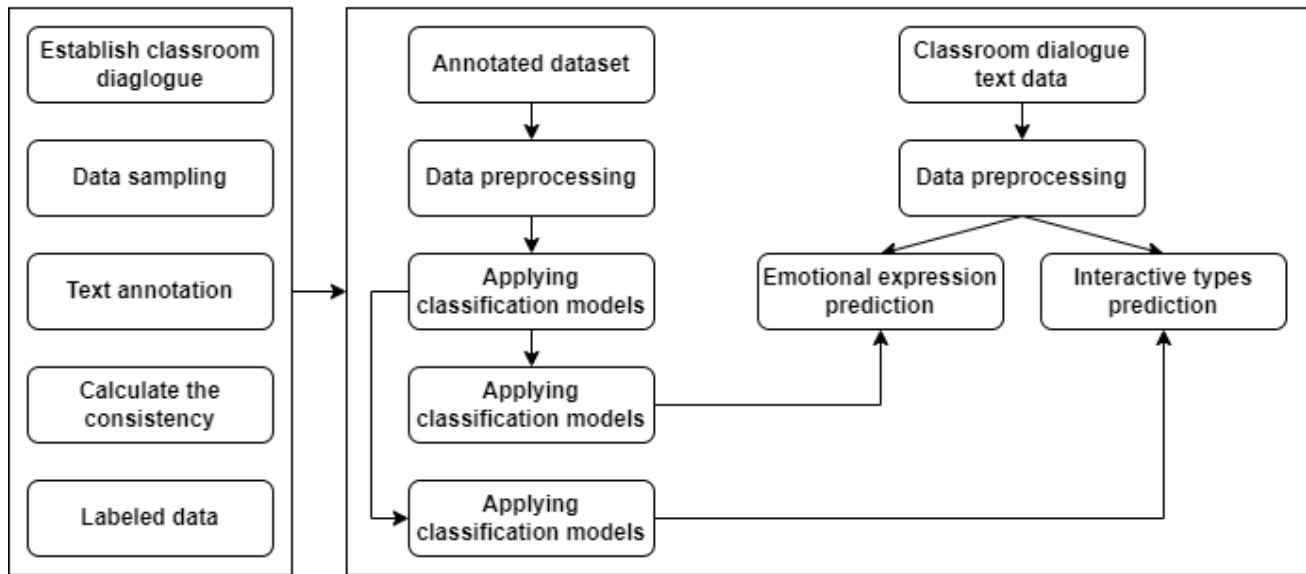 Establish classroom
diaglogue
Data sampling
Text annotation
Calculate the
consistency
Labeled data
Annotated dataset
Data preprocessing
Applying
classification models
Applying
classification models
Applying
classification models
Classroom dialogue
text data
Data preprocessing
Emotional expression
prediction
Interactive types
prediction